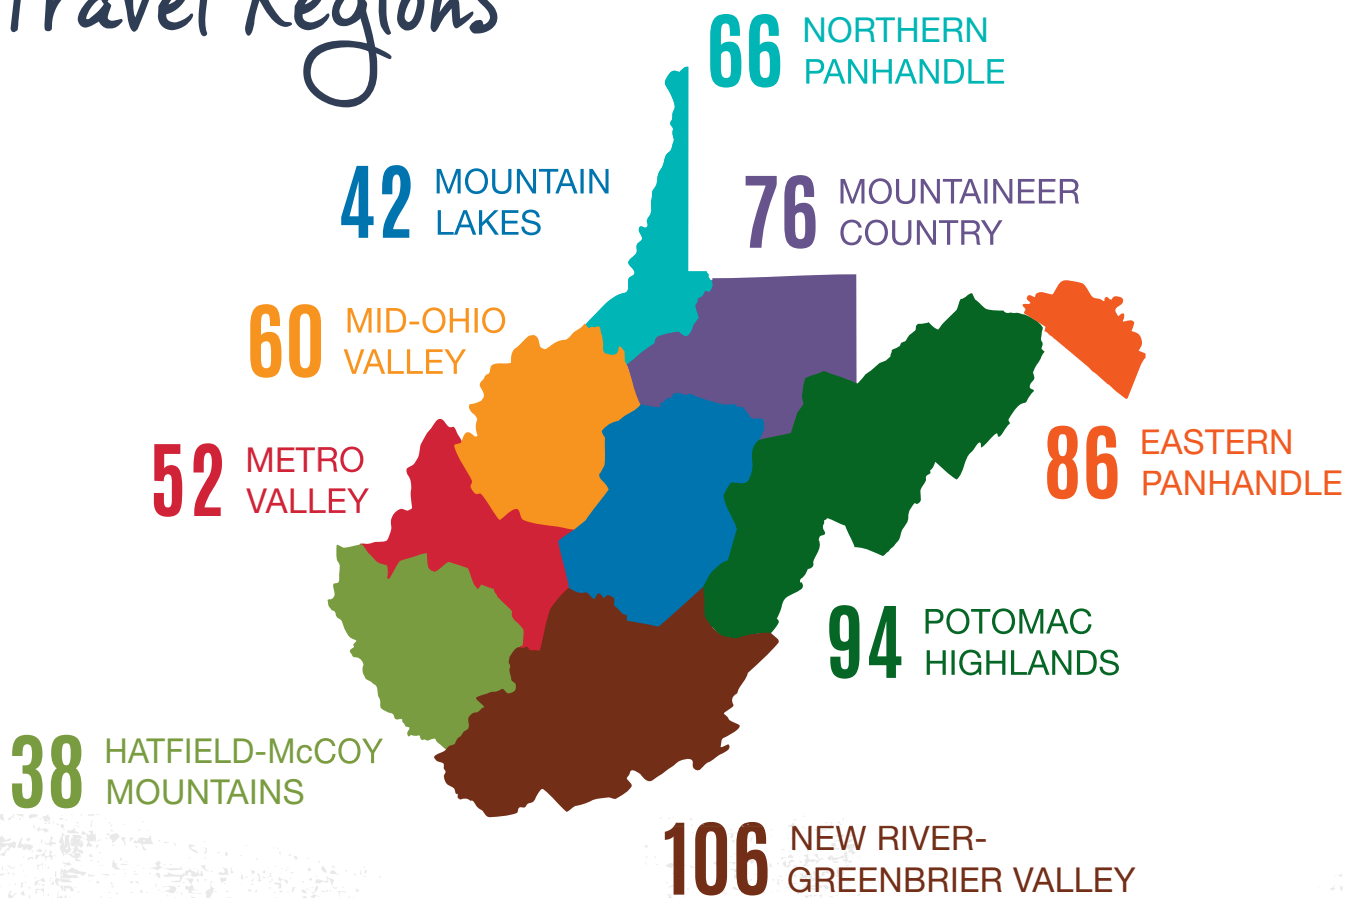 Travel Regions
66 NORTHERN
PANHANDLE
42 MOUNTAIN
LAKES
76 MOUNTAINEER
COUNTRY
60 MID-OHIO
VALLEY
52 METRO
VALLEY
86 EASTERN
PANHANDLE
94 POTOMAC
HIGHLANDS
38 HATFIELD-McCOY
MOUNTAINS
106 NEW RIVER-
GREENBRIER VALLEY